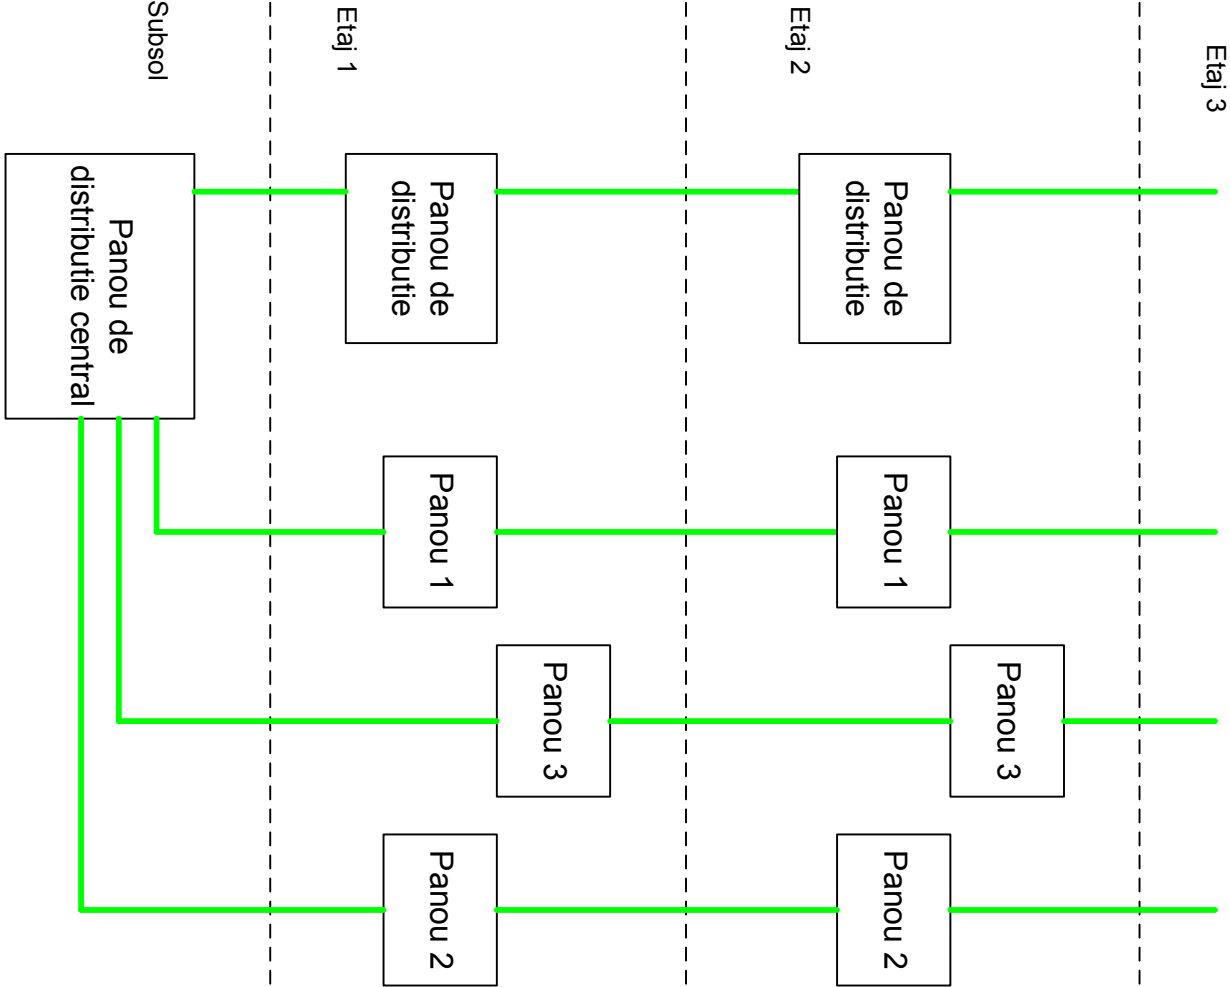 Etaj 3
Panou 3
Panou de
distributie
Panou 1
Panou 2
Etaj 2
Panou 3
Panou de
distributie
Panou 1
Panou 2
Etaj 1
Subsol
Panou de
distributie central